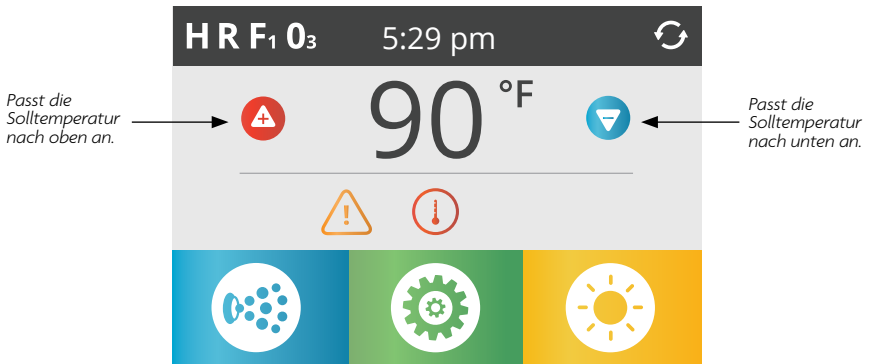 H R F1 03
5:29 pm
90 °F
Passt die
Solltemperatur
nach oben an.
Passt die
Solltemperatur
nach unten an.